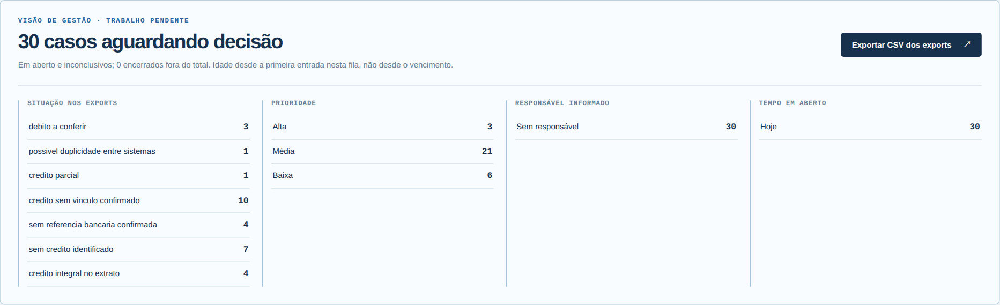 VISÃO DE GESTÃO · TRABALHO PENDENTE
30 casos aguardando decisão
Em aberto e inconclusivos; 0 encerrados fora do total. Idade desde a primeira entrada nesta fila, não desde o vencimento.
Exportar CSV dos exports ↗
SITUAÇÃO NOS EXPORTS
debito a conferir 3
possivel duplicidade entre sistemas 1
credito parcial 1
credito sem vinculo confirmado 10
sem referencia bancaria confirmada 4
sem credito identificado 7
credito integral no extrato 4
PRIORIDADE
Alta 3
Média 21
Baixa 6
RESPONSÁVEL INFORMADO
Sem responsável 30
TEMPO EM ABERTO
Hoje 30